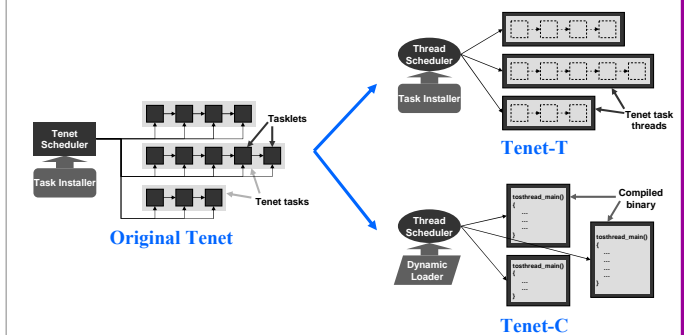 Tenet
Scheduler
Task Installer
Tasklets
Tenet tasks
Original Tenet
Thread
Scheduler
Task Installer
Tenet task
threads
Tenet-T
Thread
Scheduler
Dynamic
Loader
tosthread_main()
{
...
...
}
tosthread_main()
{
...
...
}
Compiled
binary
tosthread_main()
{
...
...
...
}
Tenet-C